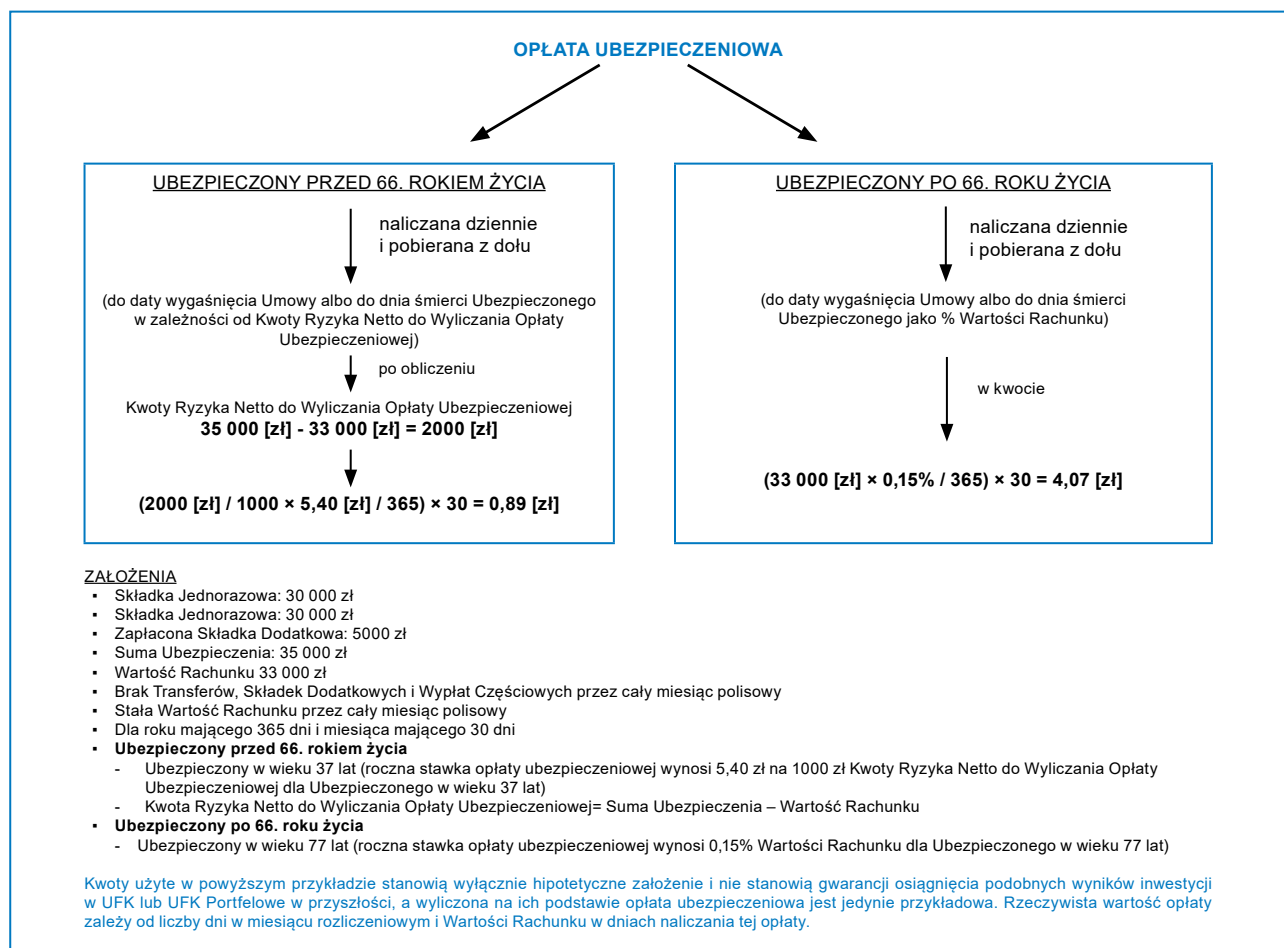 OPŁATA UBEZPIECZENIOWA
UBEZPIECZONY PRZED 66. ROKIEM ŻYCIA
naliczana dziennie
i pobierana z dołu
(do daty wygaśnięcia Umowy albo do dnia śmierci Ubezpieczonego
w zależności od Kwoty Ryzyka Netto do Wyliczania Opłaty
Ubezpieczeniowej)
po obliczeniu
Kwoty Ryzyka Netto do Wyliczania Opłaty Ubezpieczeniowej
35 000 [zł] - 33 000 [zł] = 2000 [zł]
(2000 [zł] / 1000 × 5,40 [zł] / 365) × 30 = 0,89 [zł]
UBEZPIECZONY PO 66. ROKU ŻYCIA
naliczana dziennie
i pobierana z dołu
(do daty wygaśnięcia Umowy albo do dnia śmierci
Ubezpieczonego jako % Wartości Rachunku)
w kwocie
(33 000 [zł] × 0,15% / 365) × 30 = 4,07 [zł]
ZAŁOŻENIA
▪ Składka Jednorazowa: 30 000 zł
▪ Składka Jednorazowa: 30 000 zł
▪ Zapłacona Składka Dodatkowa: 5000 zł
▪ Suma Ubezpieczenia: 35 000 zł
▪ Wartość Rachunku 33 000 zł
▪ Brak Transferów, Składek Dodatkowych i Wypłat Częściowych przez cały miesiąc polisowy
▪ Stała Wartość Rachunku przez cały miesiąc polisowy
▪ Dla roku mającego 365 dni i miesiąca mającego 30 dni
▪ Ubezpieczony przed 66. rokiem życia
- Ubezpieczony w wieku 37 lat (roczna stawka opłaty ubezpieczeniowej wynosi 5,40 zł na 1000 zł Kwoty Ryzyka Netto do Wyliczania Opłaty
Ubezpieczeniowej dla Ubezpieczonego w wieku 37 lat)
- Kwota Ryzyka Netto do Wyliczania Opłaty Ubezpieczeniowej= Suma Ubezpieczenia – Wartość Rachunku
▪ Ubezpieczony po 66. roku życia
- Ubezpieczony w wieku 77 lat (roczna stawka opłaty ubezpieczeniowej wynosi 0,15% Wartości Rachunku dla Ubezpieczonego w wieku 77 lat)
Kwoty użyte w powyższym przykładzie stanowią wyłącznie hipotetyczne założenie i nie stanowią gwarancji osiągnięcia podobnych wyników inwestycji
w UFK lub UFK Portfelowe w przyszłości, a wyliczona na ich podstawie opłata ubezpieczeniowa jest jedynie przykładowa. Rzeczywista wartość opłaty
zależy od liczby dni w miesiącu rozliczeniowym i Wartości Rachunku w dniach naliczania tej opłaty.